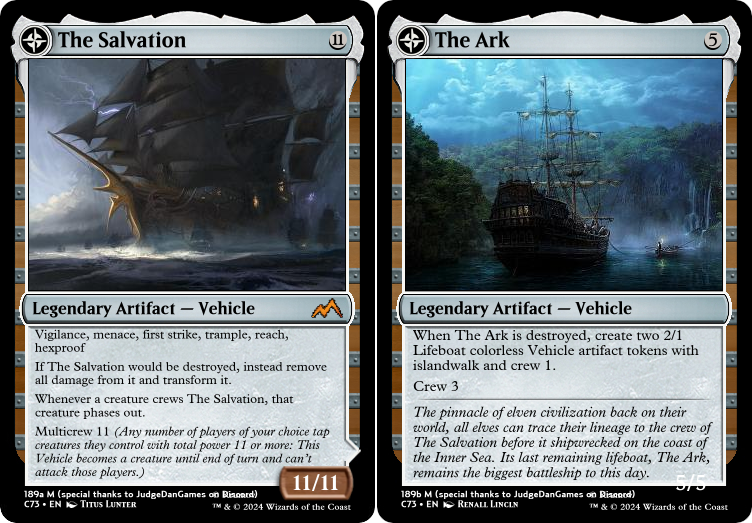 The Salvation 11
Legendary Artifact — Vehicle
Vigilance, menace, first strike, trample, reach,
hexproof
If The Salvation would be destroyed, instead remove
all damage from it and transform it.
Whenever a creature crews The Salvation, that
creature phases out.
Multicrew 11 (Any number of players of your choice tap
creatures they control with total power 11 or more: This
Vehicle becomes a creature until end of turn and can't
attack those players.)
11/11
189a M (special thanks to JudgeDanGames on Discord)
C73 • EN Titus Lunter
™ & © 2024 Wizards of the Coast
The Ark 5
Legendary Artifact — Vehicle
When The Ark is destroyed, create two 2/1
Lifeboat colorless Vehicle artifact tokens with
islandwalk and crew 1.
Crew 3
The pinnacle of elven civilization back on their
world, all elves can trace their lineage to the crew of
The Salvation before it shipwrecked on the coast of
the Inner Sea. Its last remaining lifeboat, The Ark,
remains the biggest battleship to this day.
5/5
189b M (special thanks to JudgeDanGames on Discord)
C73 • EN Renall Lincln
™ & © 2024 Wizards of the Coast